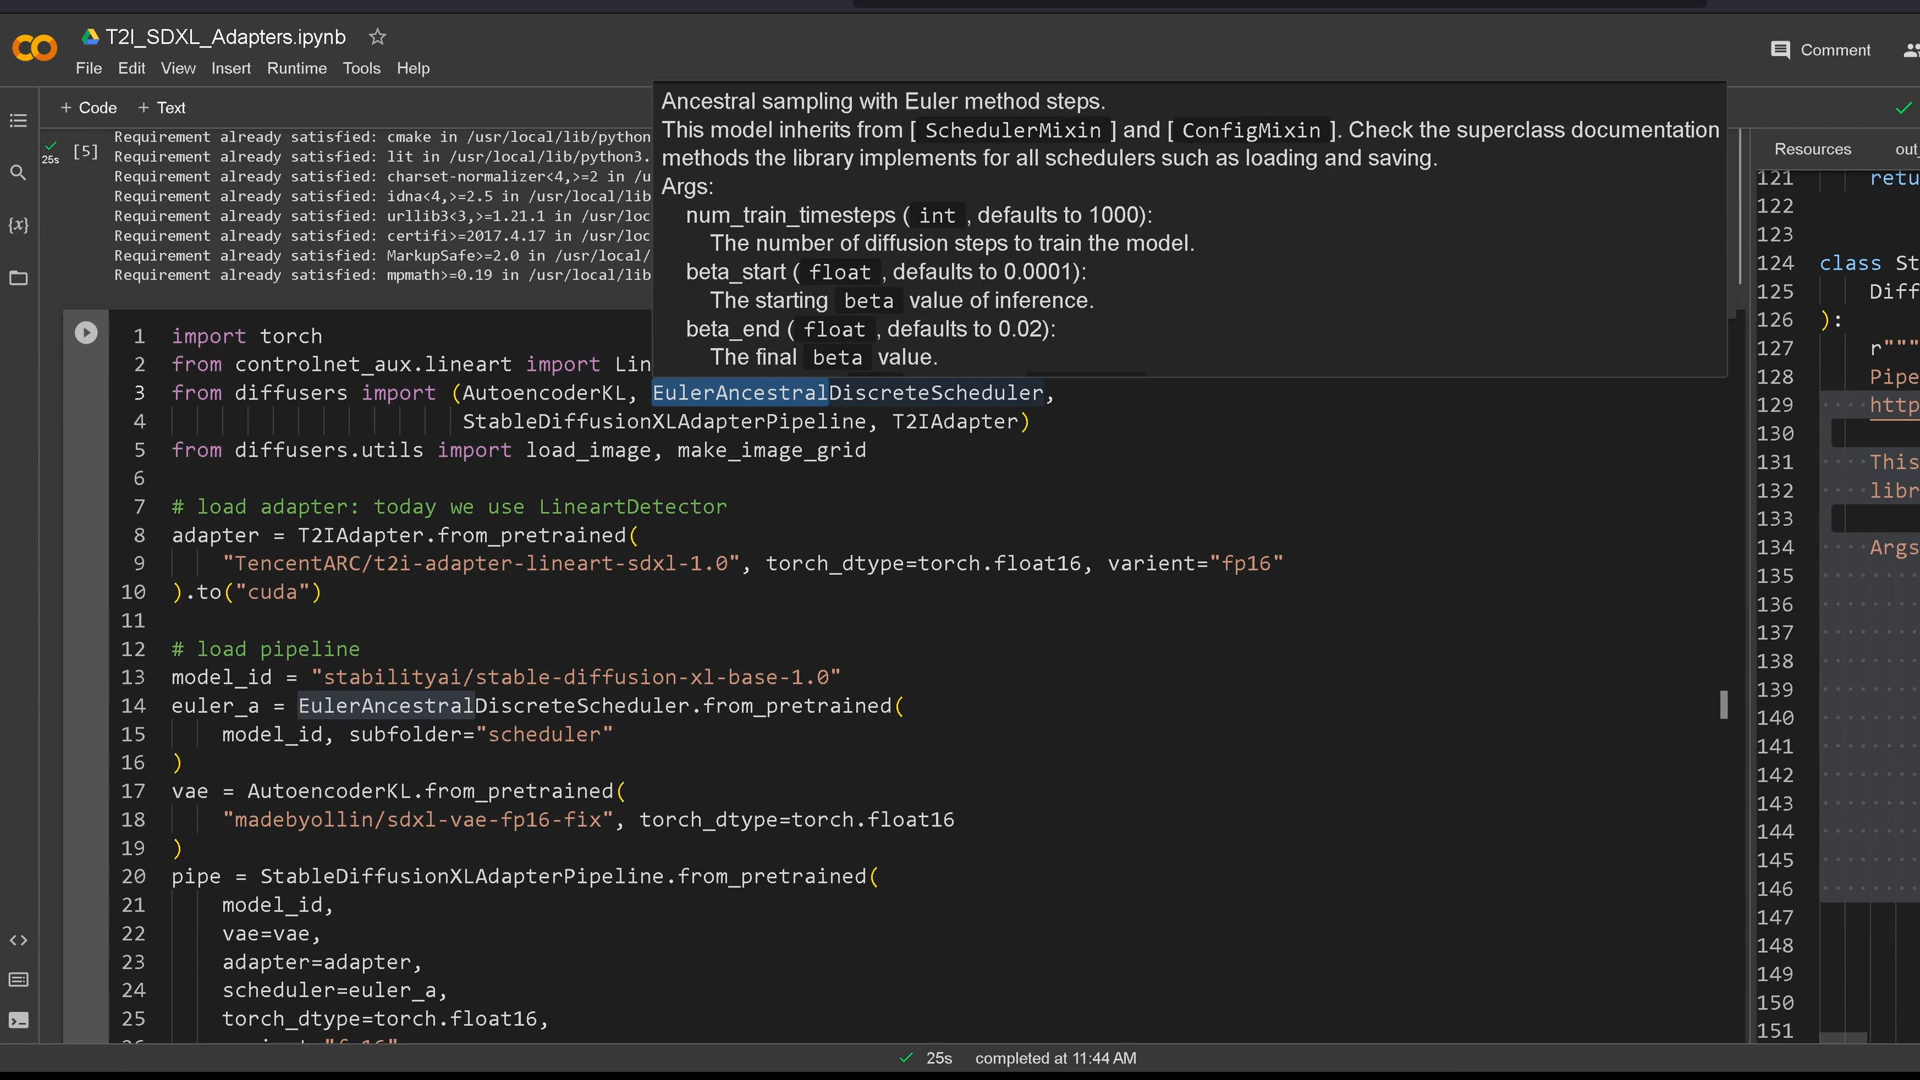 T2I_SDXL_Adapters.ipynb
File Edit View Insert Runtime Tools Help
Comment
+ Code + Text
25s
[5]
Requirement already satisfied: cmake in /usr/local/lib/python
Requirement already satisfied: lit in /usr/local/lib/python3.
Requirement already satisfied: charset-normalizer<4,>=2 in /u
Requirement already satisfied: idna<4,>=2.5 in /usr/local/lib
Requirement already satisfied: urllib3<3,>=1.21.1 in /usr/loc
Requirement already satisfied: certifi>=2017.4.17 in /usr/loc
Requirement already satisfied: MarkupSafe>=2.0 in /usr/local/
Requirement already satisfied: mpmath>=0.19 in /usr/local/lib
Ancestral sampling with Euler method steps.
This model inherits from [ SchedulerMixin ] and [ ConfigMixin ]. Check the superclass documentation
methods the library implements for all schedulers such as loading and saving.
Args:
num_train_timesteps ( int , defaults to 1000):
The number of diffusion steps to train the model.
beta_start ( float , defaults to 0.0001):
The starting beta value of inference.
beta_end ( float , defaults to 0.02):
The final beta value.
1 import torch
2 from controlnet_aux.lineart import Lin
3 from diffusers import (AutoencoderKL, EulerAncestralDiscreteScheduler,
4 StableDiffusionXLAdapterPipeline, T2IAdapter)
5 from diffusers.utils import load_image, make_image_grid
6
7 # load adapter: today we use LineartDetector
8 adapter = T2IAdapter.from_pretrained(
9 "TencentARC/t2i-adapter-lineart-sdxl-1.0", torch_dtype=torch.float16, varient="fp16"
10 ).to("cuda")
11
12 # load pipeline
13 model_id = "stabilityai/stable-diffusion-xl-base-1.0"
14 euler_a = EulerAncestralDiscreteScheduler.from_pretrained(
15 model_id, subfolder="scheduler"
16 )
17 vae = AutoencoderKL.from_pretrained(
18 "madebyollin/sdxl-vae-fp16-fix", torch_dtype=torch.float16
19 )
20 pipe = StableDiffusionXLAdapterPipeline.from_pretrained(
21 model_id,
22 vae=vae,
23 adapter=adapter,
24 scheduler=euler_a,
25 torch_dtype=torch.float16,
Resources out_
121 retu
122
123
124 class St
125 Diff
126 ):
127 r"""
128 Pipe
129 http
130
131 This
132 libr
133
134 Args
135
136
137
138
139
140
141
142
143
144
145
146
147
148
149
150
151
25s completed at 11:44 AM